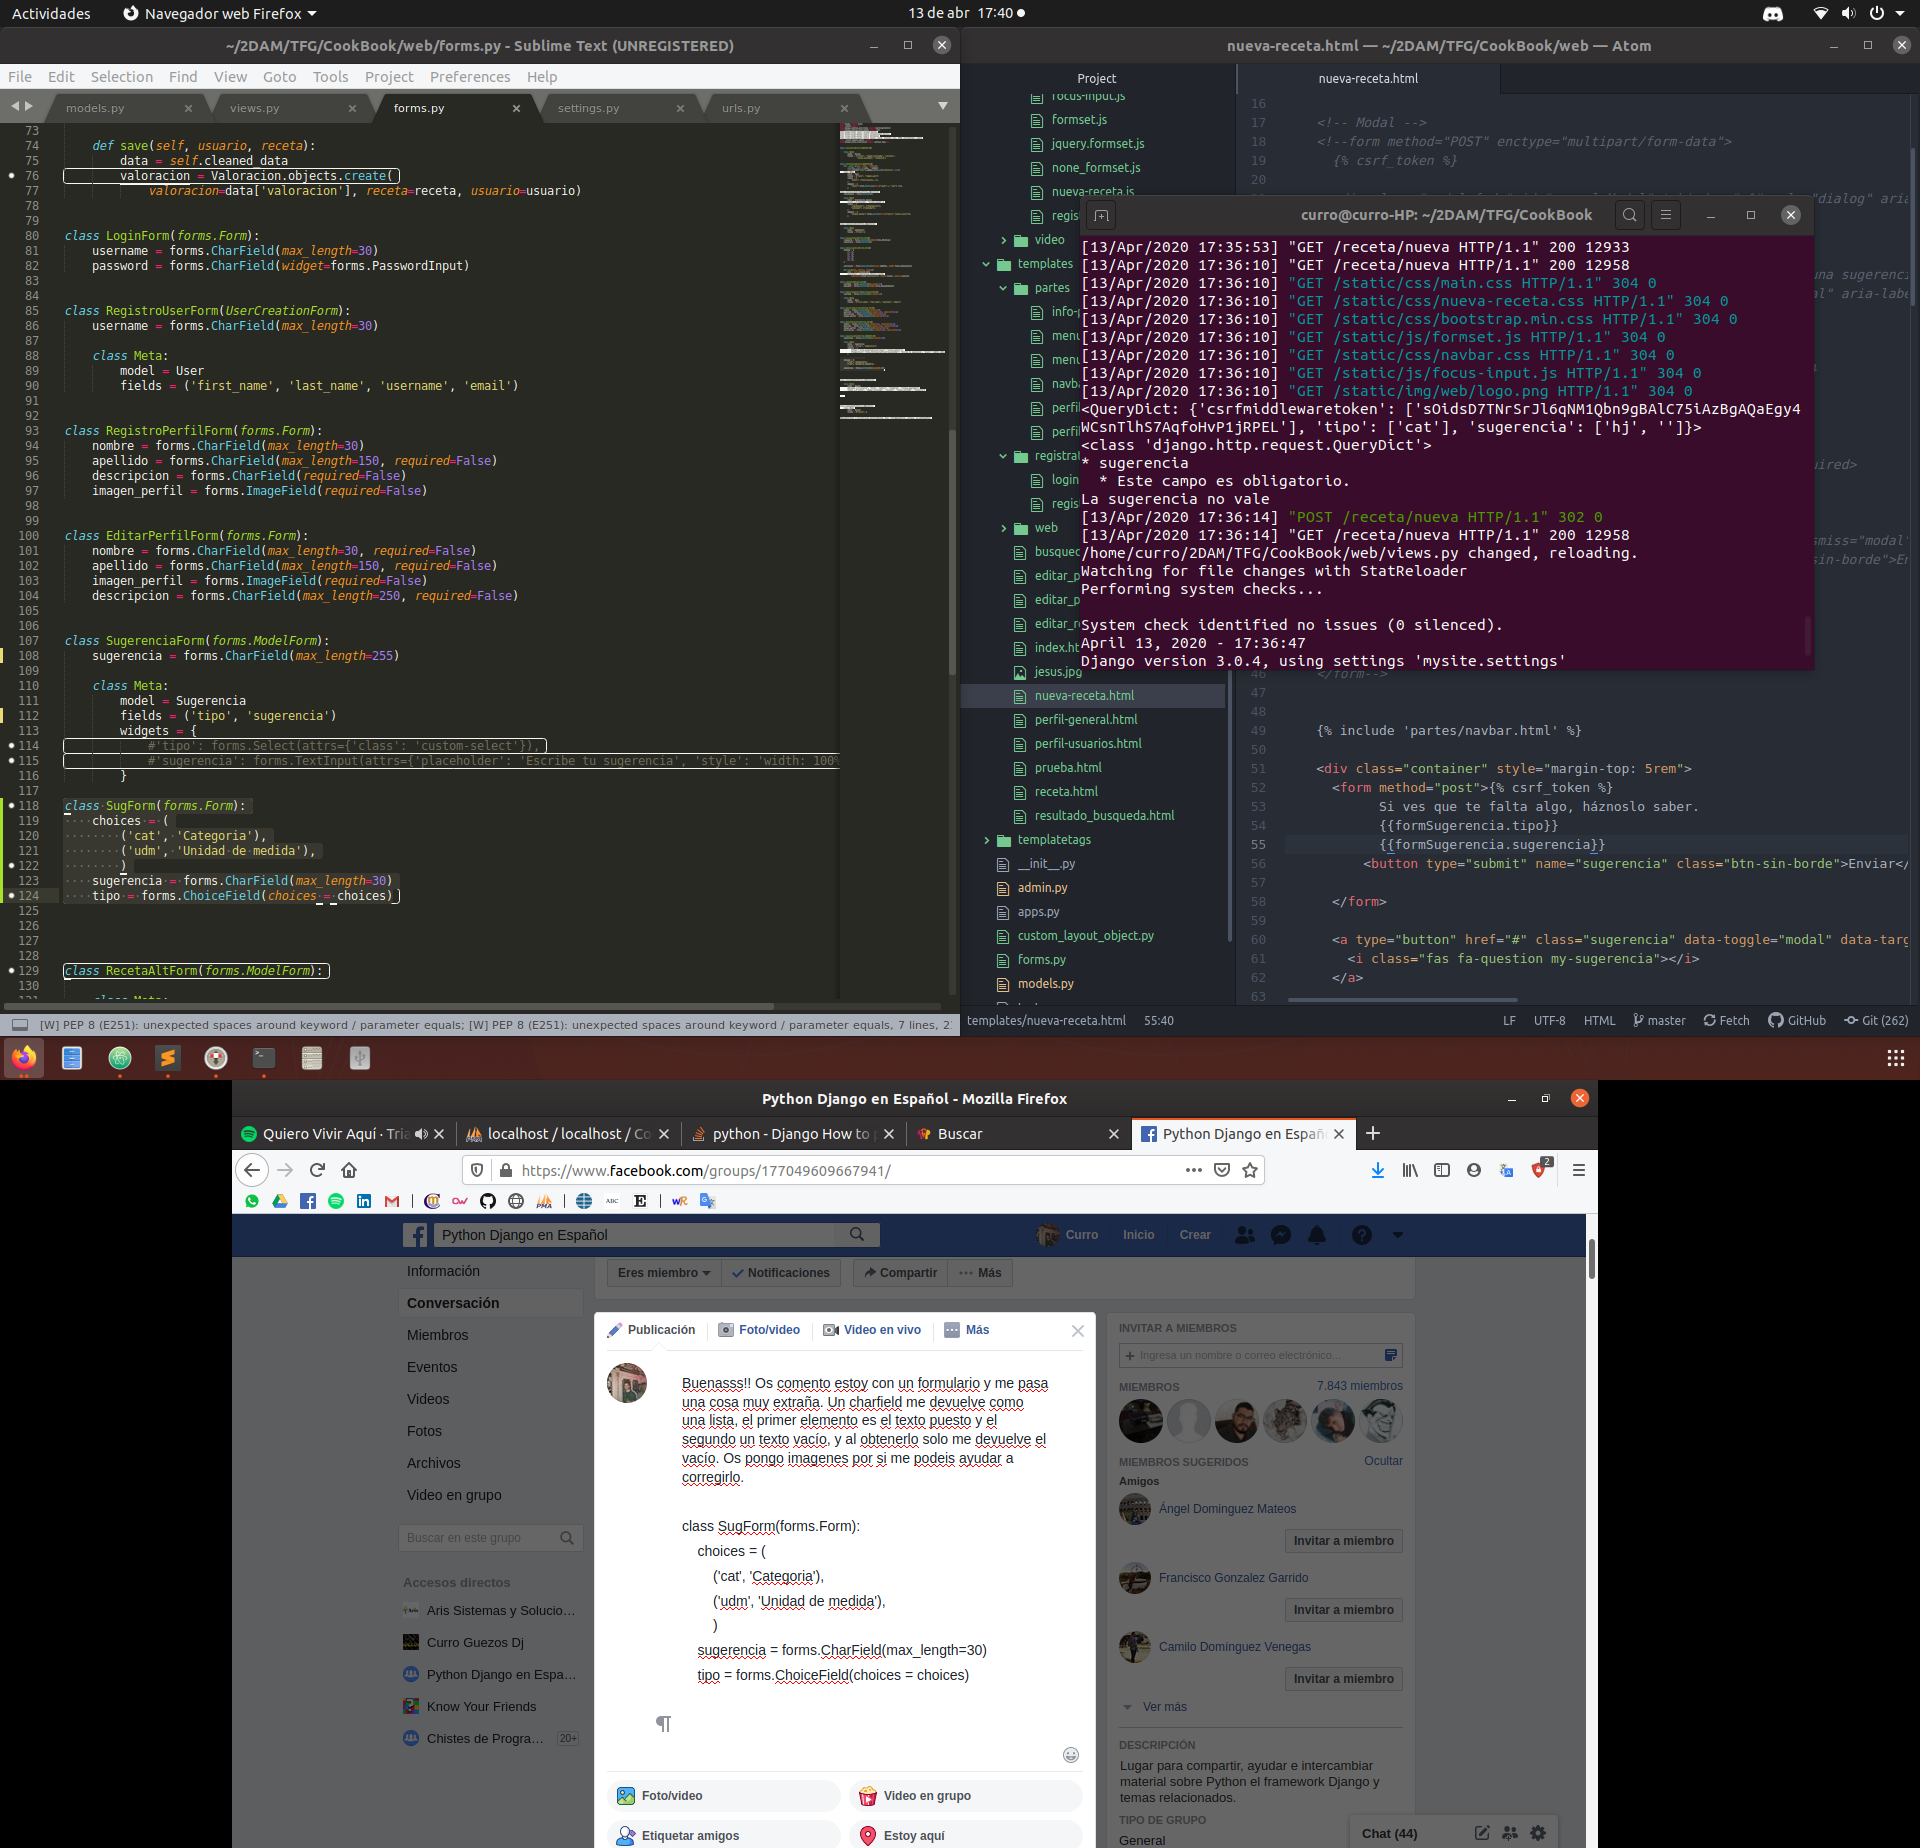 Actividades
Navegador web Firefox
13 de abr 17:40
~/2DAM/TFG/CookBook/web/forms.py - Sublime Text (UNREGISTERED)
File Edit Selection Find View Goto Tools Project Preferences Help
models.py views.py forms.py settings.py urls.py
73
74 def save(self, usuario, receta):
75 data = self.cleaned_data
76 valoracion = Valoracion.objects.create(
77 valoracion=data['valoracion'], receta=receta, usuario=usuario)
78
79
80 class LoginForm(forms.Form):
81 username = forms.CharField(max_length=30)
82 password = forms.CharField(widget=forms.PasswordInput)
83
84
85 class RegistroUserForm(UserCreationForm):
86 username = forms.CharField(max_length=30)
87
88 class Meta:
89 model = User
90 fields = ('first_name', 'last_name', 'username', 'email')
91
92
93 class RegistroPerfilForm(forms.Form):
94 nombre = forms.CharField(max_length=30)
95 apellido = forms.CharField(max_length=150, required=False)
96 descripcion = forms.CharField(required=False)
97 imagen_perfil = forms.ImageField(required=False)
98
99
100 class EditarPerfilForm(forms.Form):
101 nombre = forms.CharField(max_length=30, required=False)
102 apellido = forms.CharField(max_length=150, required=False)
103 imagen_perfil = forms.ImageField(required=False)
104 descripcion = forms.CharField(max_length=250, required=False)
105
106
107 class SugerenciaForm(forms.ModelForm):
108 sugerencia = forms.CharField(max_length=255)
109
110 class Meta:
111 model = Sugerencia
112 fields = ('tipo', 'sugerencia')
113 widgets = {
114 #'tipo': forms.Select(attrs={'class': 'custom-select'}),
115 #'sugerencia': forms.TextInput(attrs={'placeholder': 'Escribe tu sugerencia', 'style': 'width: 100%
116 }
117
118 class SugForm(forms.Form):
119 choices = (
120 ('cat', 'Categoria'),
121 ('udm', 'Unidad de medida'),
122 )
123 sugerencia = forms.CharField(max_length=30)
124 tipo = forms.ChoiceField(choices = choices)
125
126
127
128
129 class RecetaAltForm(forms.ModelForm):
130
131 class Meta:
[W] PEP 8 (E251): unexpected spaces around keyword / parameter equals; [W] PEP 8 (E251): unexpected spaces around keyword / parameter equals, 7 lines, 2
nueva-receta.html — ~/2DAM/TFG/CookBook/web — Atom
Project
focus-input.js
formset.js
jquery.formset.js
none_formset.js
nueva-receta.js
regis
video
templates
partes
info-
menu
menu
navba
perfil
perfil
registra
login
regis
web
busquec
editar_p
editar_p
editar_re
index.ht
jesus.jpg
nueva-receta.html
perfil-general.html
perfil-usuarios.html
prueba.html
receta.html
resultado_busqueda.html
templatetags
__init__.py
admin.py
apps.py
custom_layout_object.py
forms.py
models.py
nueva-receta.html
16
17 <!-- Modal -->
18 <!--form method="POST" enctype="multipart/form-data">
19 {% csrf_token %}
20
"dialog" aria
una sugerenci
al" aria-labe
uired>
smiss="modal"
sin-borde">En
curro@curro-HP: ~/2DAM/TFG/CookBook
[13/Apr/2020 17:35:53] "GET /receta/nueva HTTP/1.1" 200 12933
[13/Apr/2020 17:36:10] "GET /receta/nueva HTTP/1.1" 200 12958
[13/Apr/2020 17:36:10] "GET /static/css/main.css HTTP/1.1" 304 0
[13/Apr/2020 17:36:10] "GET /static/css/nueva-receta.css HTTP/1.1" 304 0
[13/Apr/2020 17:36:10] "GET /static/css/bootstrap.min.css HTTP/1.1" 304 0
[13/Apr/2020 17:36:10] "GET /static/js/formset.js HTTP/1.1" 304 0
[13/Apr/2020 17:36:10] "GET /static/css/navbar.css HTTP/1.1" 304 0
[13/Apr/2020 17:36:10] "GET /static/js/focus-input.js HTTP/1.1" 304 0
[13/Apr/2020 17:36:10] "GET /static/img/web/logo.png HTTP/1.1" 304 0
<QueryDict: {'csrfmiddlewaretoken': ['sOidsD7TNrSrJl6qNM1Qbn9gBAlC75iAzBgAQaEgy4
WCsnTlhS7AqfoHvP1jRPEL'], 'tipo': ['cat'], 'sugerencia': ['hj', '']}>
<class 'django.http.request.QueryDict'>
* sugerencia
* Este campo es obligatorio.
La sugerencia no vale
[13/Apr/2020 17:36:14] "POST /receta/nueva HTTP/1.1" 302 0
[13/Apr/2020 17:36:14] "GET /receta/nueva HTTP/1.1" 200 12958
/home/curro/2DAM/TFG/CookBook/web/views.py changed, reloading.
Watching for file changes with StatReloader
Performing system checks...
System check identified no issues (0 silenced).
April 13, 2020 - 17:36:47
Django version 3.0.4, using settings 'mysite.settings'
46 </form-->
47
48
49 {% include 'partes/navbar.html' %}
50
51 <div class="container" style="margin-top: 5rem">
52 <form method="post">{% csrf_token %}
53 Si ves que te falta algo, háznoslo saber.
54 {{formSugerencia.tipo}}
55 {{formSugerencia.sugerencia}}
56 <button type="submit" name="sugerencia" class="btn-sin-borde">Enviar</
57
58 </form>
59
60 <a type="button" href="#" class="sugerencia" data-toggle="modal" data-targ
61 <i class="fas fa-question my-sugerencia"></i>
62 </a>
63
templates/nueva-receta.html 55:40
LF UTF-8 HTML master Fetch GitHub Git (262)
Python Django en Español - Mozilla Firefox
Quiero Vivir Aquí · Tria
localhost / localhost / Co
python - Django How to p
Buscar
Python Django en Españ
https://www.facebook.com/groups/177049609667941/
2
PMA
ABC
E
wR
Python Django en Español
Curro Inicio Crear
Información
Conversación
Miembros
Eventos
Videos
Fotos
Archivos
Video en grupo
Buscar en este grupo
Accesos directos
Aris Sistemas y Solucio...
Curro Guezos Dj
Python Django en Espa...
Know Your Friends
Chistes de Progra... 20+
Eres miembro Notificaciones Compartir Más
Publicación Foto/video Video en vivo Más
Buenasss!! Os comento estoy con un formulario y me pasa
una cosa muy extraña. Un charfield me devuelve como
una lista, el primer elemento es el texto puesto y el
segundo un texto vacío, y al obtenerlo solo me devuelve el
vacío. Os pongo imagenes por si me podeis ayudar a
corregirlo.
class SugForm(forms.Form):
choices = (
('cat', 'Categoria'),
('udm', 'Unidad de medida'),
)
sugerencia = forms.CharField(max_length=30)
tipo = forms.ChoiceField(choices = choices)
Foto/video
Video en grupo
Etiquetar amigos
Estoy aquí
INVITAR A MIEMBROS
Ingresa un nombre o correo electrónico...
MIEMBROS 7.843 miembros
MIEMBROS SUGERIDOS Ocultar
Amigos
Ángel Dominguez Mateos
Invitar a miembro
Francisco Gonzalez Garrido
Invitar a miembro
Camilo Domínguez Venegas
Invitar a miembro
Ver más
DESCRIPCIÓN
Lugar para compartir, ayudar e intercambiar
material sobre Python el framework Django y
temas relacionados.
TIPO DE GRUPO
General
Chat (44)